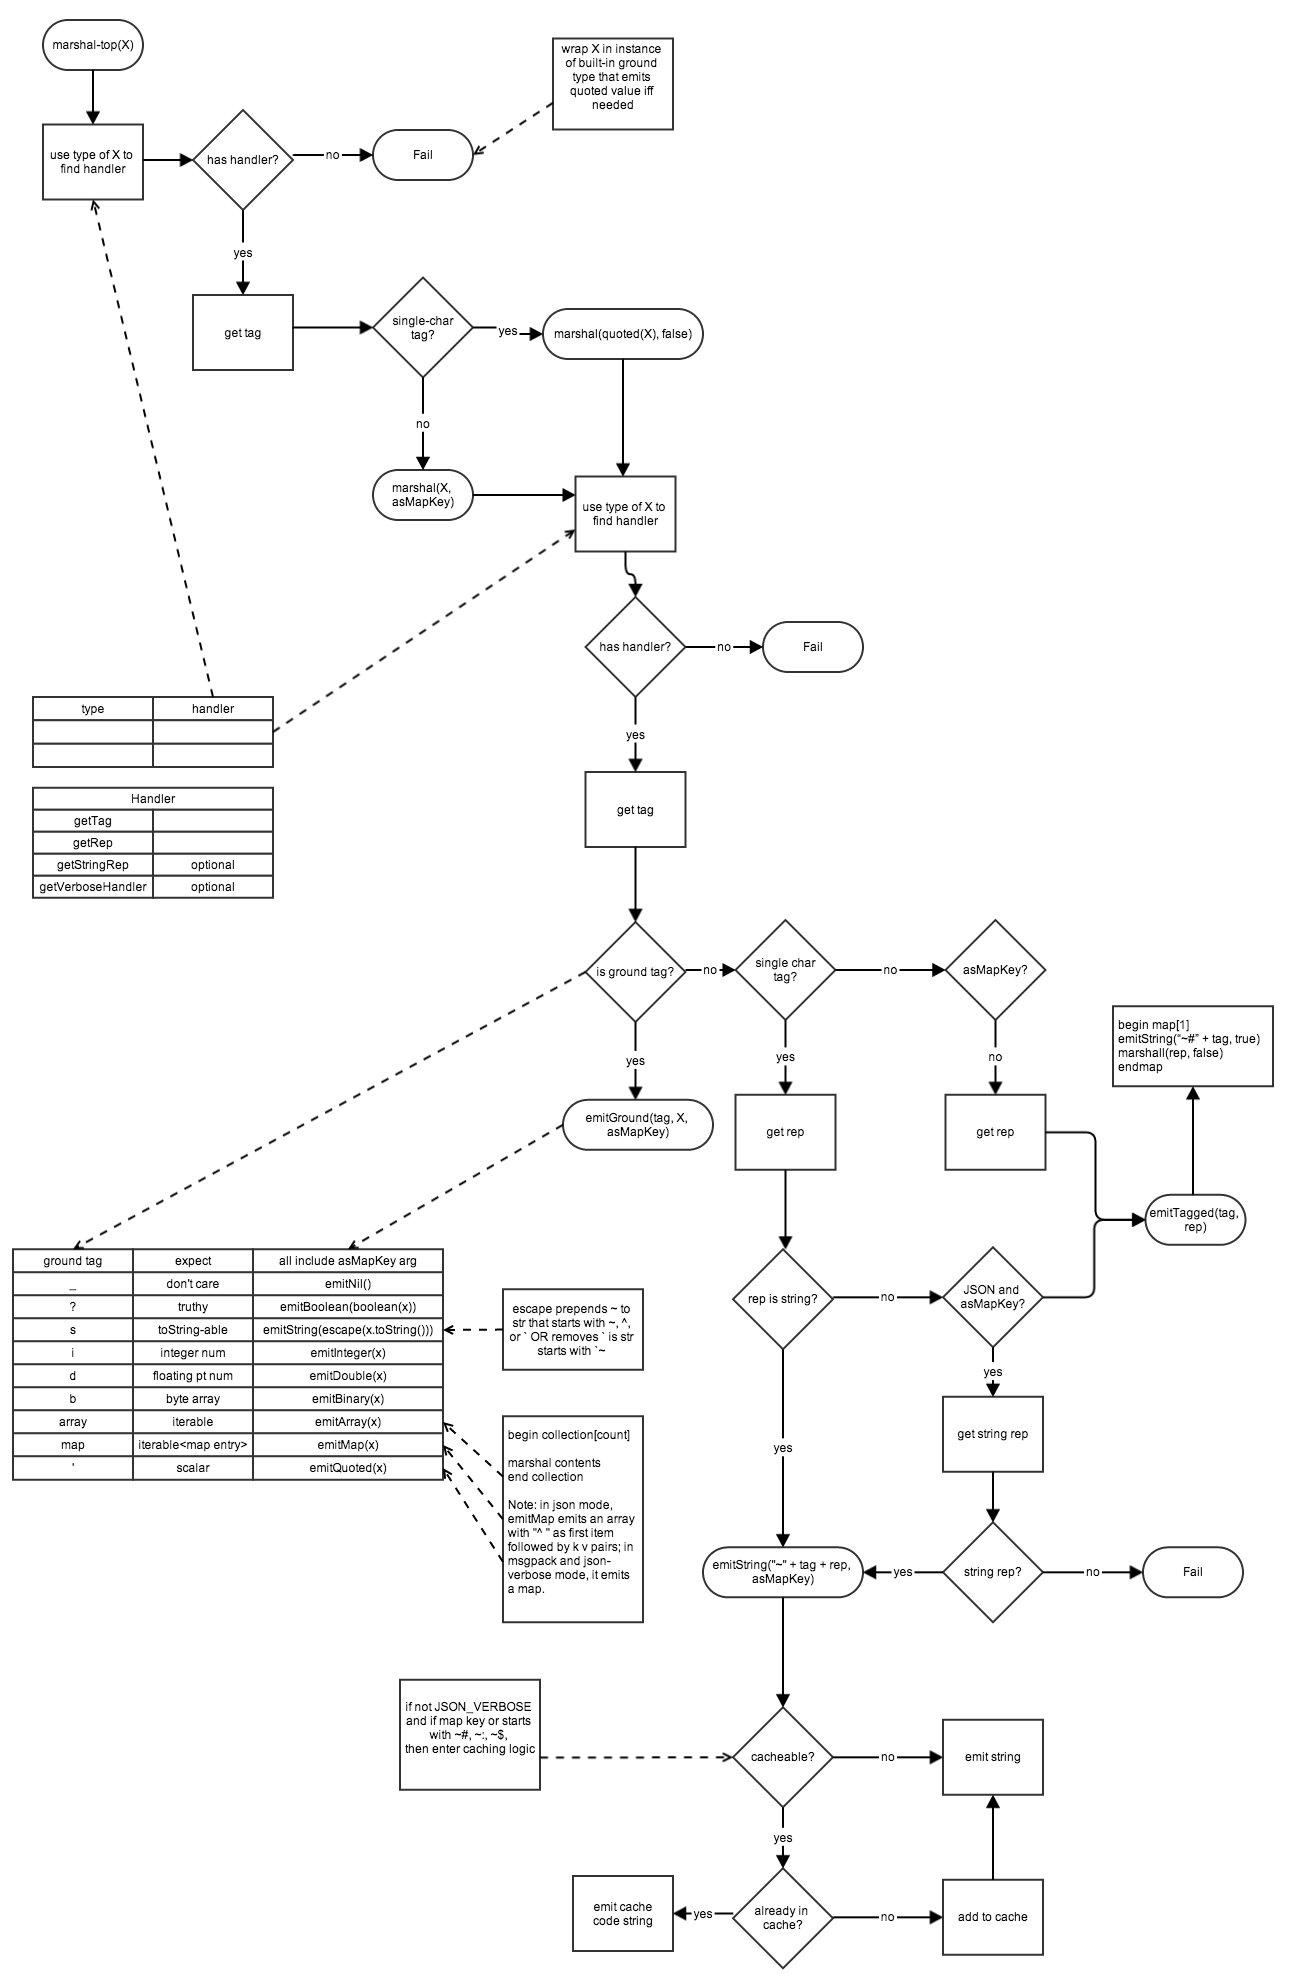 marshal-top(X)
wrap X in instance
of built-in ground
type that emits
quoted value iff
needed
use type of X to
find handler
has handler?
no
Fail
yes
get tag
single-char
tag?
yes
marshal(quoted(X), false)
no
marshal(X,
asMapKey)
use type of X to
find handler
has handler?
no
Fail
type handler
yes
Handler
getTag
getRep
getStringRep optional
getVerboseHandler optional
get tag
is ground tag?
no
single char
tag?
no
asMapKey?
begin map[1]
emitString("~#” + tag, true)
marshall(rep, false)
endmap
yes
yes
no
emitGround(tag, X,
asMapKey)
get rep
get rep
emitTagged(tag,
rep)
ground tag expect all include asMapKey arg
_ don't care emitNil()
? truthy emitBoolean(boolean(x))
s toString-able emitString(escape(x.toString()))
i integer num emitInteger(x)
d floating pt num emitDouble(x)
b byte array emitBinary(x)
array iterable emitArray(x)
map iterable<map entry> emitMap(x)
' scalar emitQuoted(x)
escape prepends ~ to
str that starts with ~, ^,
or ` OR removes ` is str
starts with `~
rep is string?
no
JSON and
asMapKey?
yes
begin collection[count]
marshal contents
end collection
Note: in json mode,
emitMap emits an array
with "^ " as first item
followed by k v pairs; in
msgpack and json-
verbose mode, it emits
a map.
yes
get string rep
emitString("~" + tag + rep,
asMapKey)
yes
string rep?
no
Fail
if not JSON_VERBOSE
and if map key or starts
with ~#, ~:, ~$,
then enter caching logic
cacheable?
no
emit string
yes
emit cache
code string
yes
already in
cache?
no
add to cache